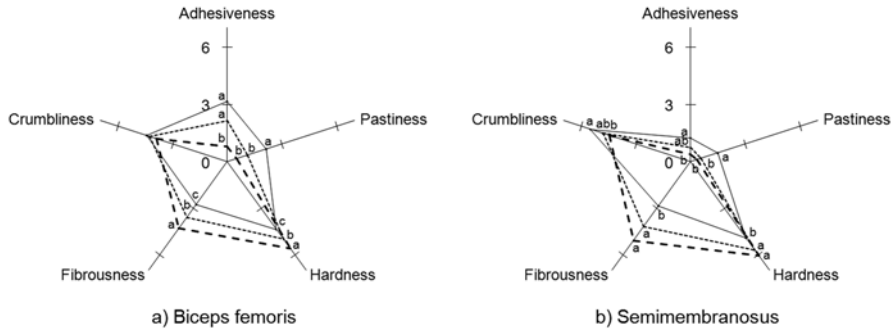 Adhesiveness
6
3
0
Crumbliness
Pastiness
Fibrousness
Hardness
a
a
b
b
b
a
c
b
a
c
b
a
a) Biceps femoris
Adhesiveness
6
3
0
Crumbliness
Pastiness
Fibrousness
Hardness
a
ab
b
a
ab
b
b
b
a
b
a
a
b
a
a
b) Semimembranosus